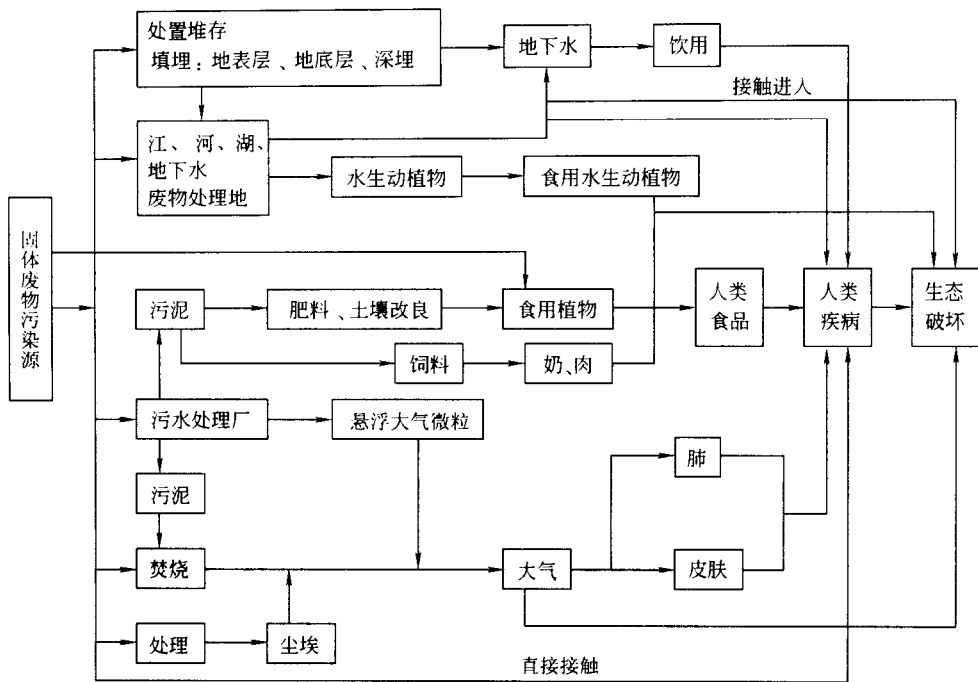 处置堆存
填埋：地表层、地底层、深埋
地下水
饮用
接触进入
江、河、湖、
地下水
废物处理地
水生动植物
食用水生动植物
固体废物污染源
污泥
肥料、土壤改良
食用植物
人类
食品
人类
疾病
生态
破坏
饲料
奶、肉
污水处理厂
悬浮大气微粒
肺
污泥
焚烧
大气
皮肤
处理
尘埃
直接接触